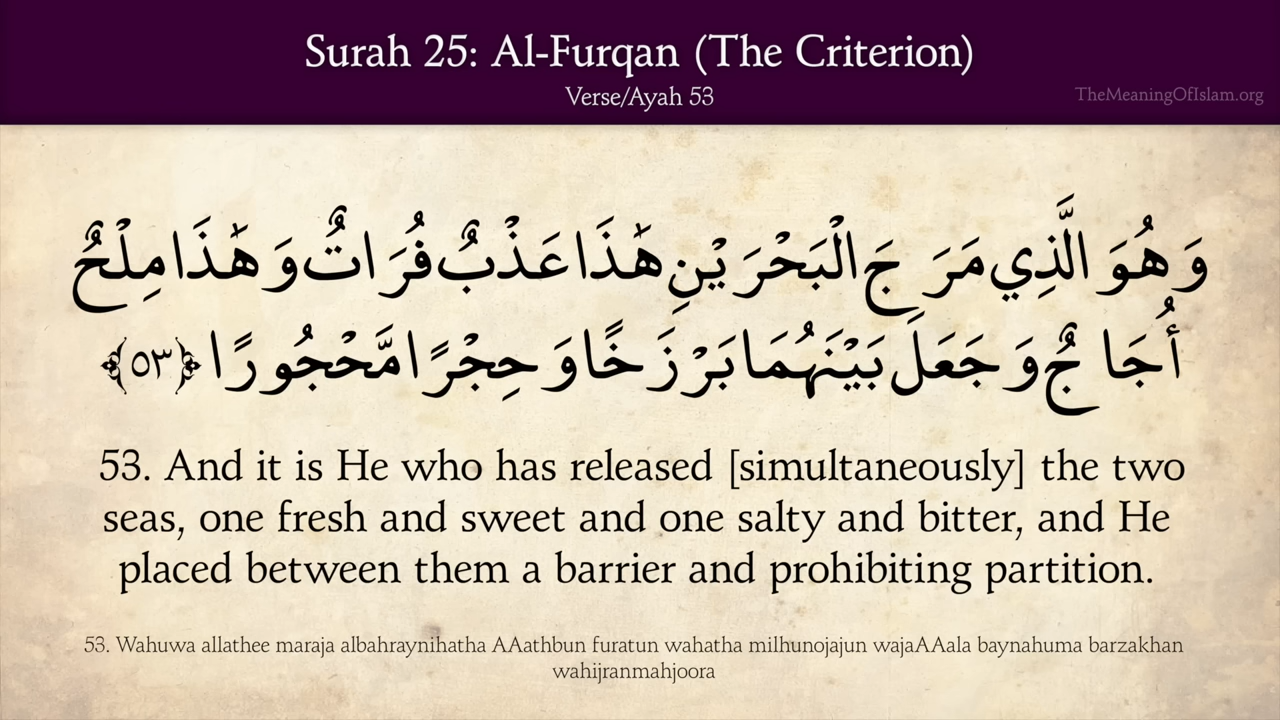 Surah 25: Al-Furqan (The Criterion)
Verse/Ayah 53
TheMeaningOfIslam.org
وَهُوَ الَّذِي مَرَجَ الْبَحْرَيْنِ هَٰذَا عَذْبٌ فُرَاتٌ وَهَٰذَا مِلْحٌ
أُجَاجٌ وَجَعَلَ بَيْنَهُمَا بَرْزَخًا وَحِجْرًا مَّحْجُورًا ﴿٥٣﴾
53. And it is He who has released [simultaneously] the two
seas, one fresh and sweet and one salty and bitter, and He
placed between them a barrier and prohibiting partition.
53. Wahuwa allathee maraja albahraynihatha AAathbun furatun wahatha milhunojajun wajaAAala baynahuma barzakhan
wahijranmahjoora